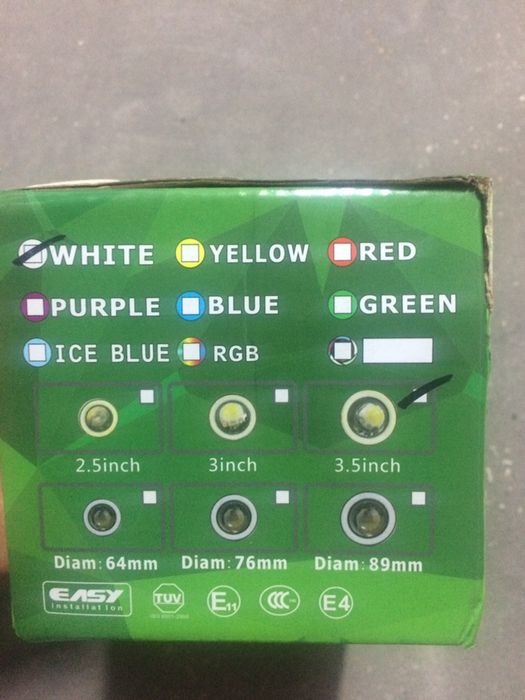 WHITE YELLOW RED
PURPLE BLUE GREEN
ICE BLUE RGB
2.5inch 3inch 3.5inch
Diam:64mm Diam:76mm Diam:89mm
EASY TUV E11 CCC E4
installation